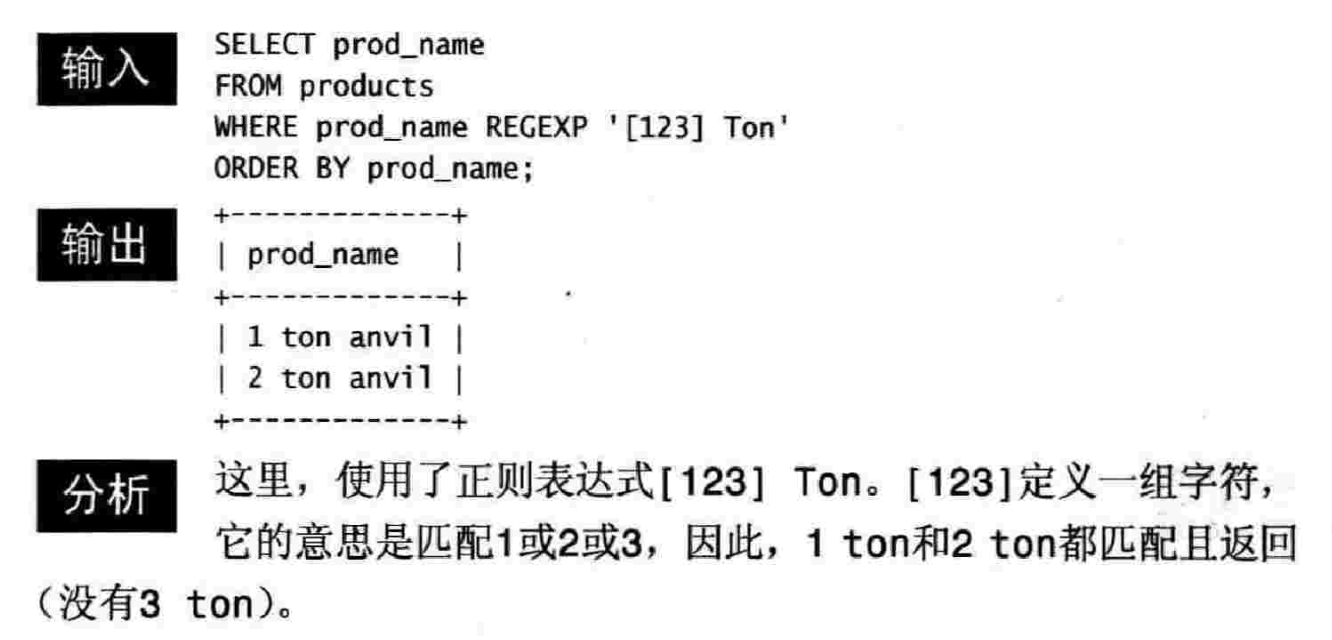 输入
SELECT prod_name
FROM products
WHERE prod_name REGEXP '[123] Ton'
ORDER BY prod_name;
输出
+-------------+
| prod_name   |
+-------------+
| 1 ton anvil |
| 2 ton anvil |
+-------------+
分析
这里，使用了正则表达式[123] Ton。[123]定义一组字符，
它的意思是匹配1或2或3，因此，1 ton和2 ton都匹配且返回
（没有3 ton）。